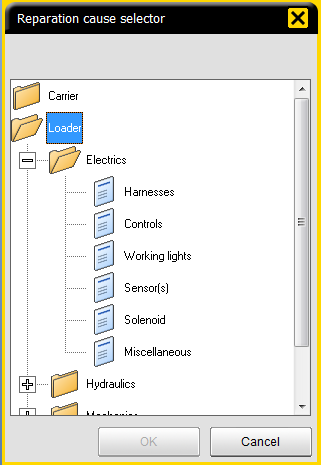 Reparation cause selector
Carrier
Loader
Electrics
Harnesses
Controls
Working lights
Sensor(s)
Solenoid
Miscellaneous
Hydraulics
OK
Cancel